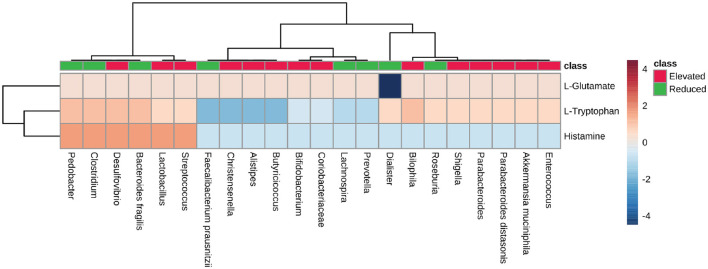 class
class
Elevated
Reduced
4
2
0
-2
-4
L-Glutamate
L-Tryptophan
Histamine
Pedobacter
Clostridium
Desulfovibrio
Bacteroides fragilis
Lactobacillus
Streptococcus
Faecalibacterium prausnitzii
Christensenella
Alistipes
Butyricicoccus
Bifidobacterium
Coriobacteriaceae
Lachnospira
Prevotella
Dialister
Bilophila
Roseburia
Shigella
Parabacteroides
Parabacteroides distasonis
Akkermansia muciniphila
Enterococcus